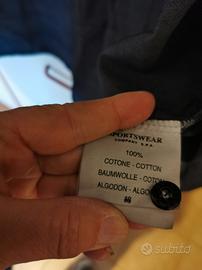 SPORTSWEAR
COMPANY S.P.A.
100%
COTONE - COTTON
BAUMWOLLE - COTON
ALGODON - ALGO
subito